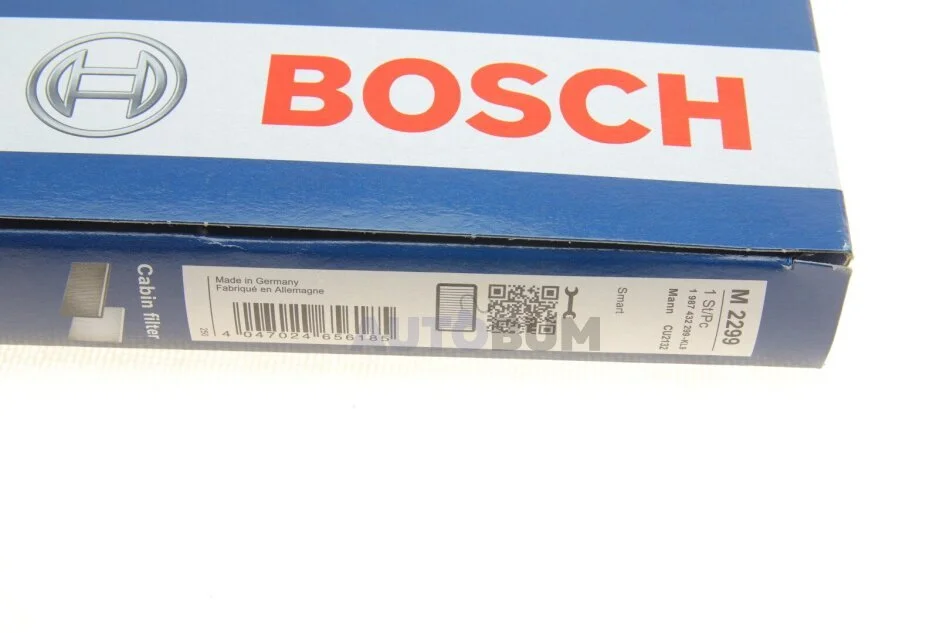 BOSCH
Cabin filter
Made in Germany
Fabriqué en Allemagne
4 047024 656185
AUTOBUM
Smart
M 2299
1 St/Pc
1 987 432 299-KL9
Mann CU2132